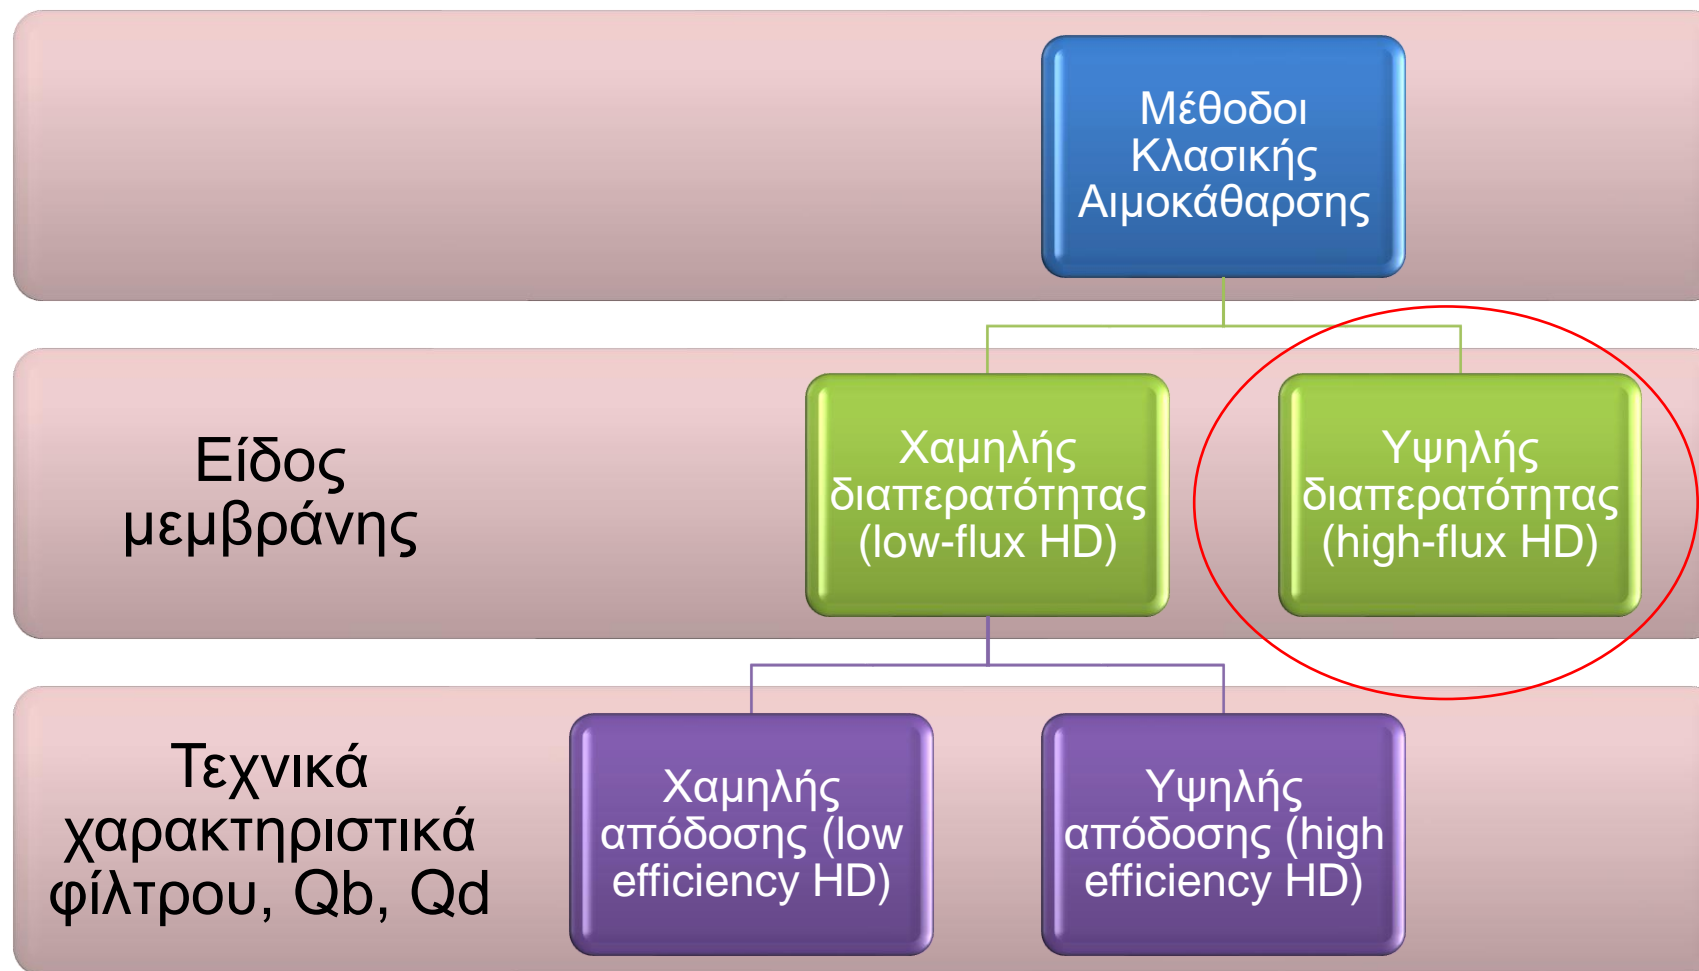 Μέθοδοι
Κλασικής
Αιμοκάθαρσης
Είδος
μεμβράνης
Χαμηλής
διαπερατότητας
(low-flux HD)
Υψηλής
διαπερατότητας
(high-flux HD)
Τεχνικά
χαρακτηριστικά
φίλτρου, Qb, Qd
Χαμηλής
απόδοσης (low
efficiency HD)
Υψηλής
απόδοσης (high
efficiency HD)